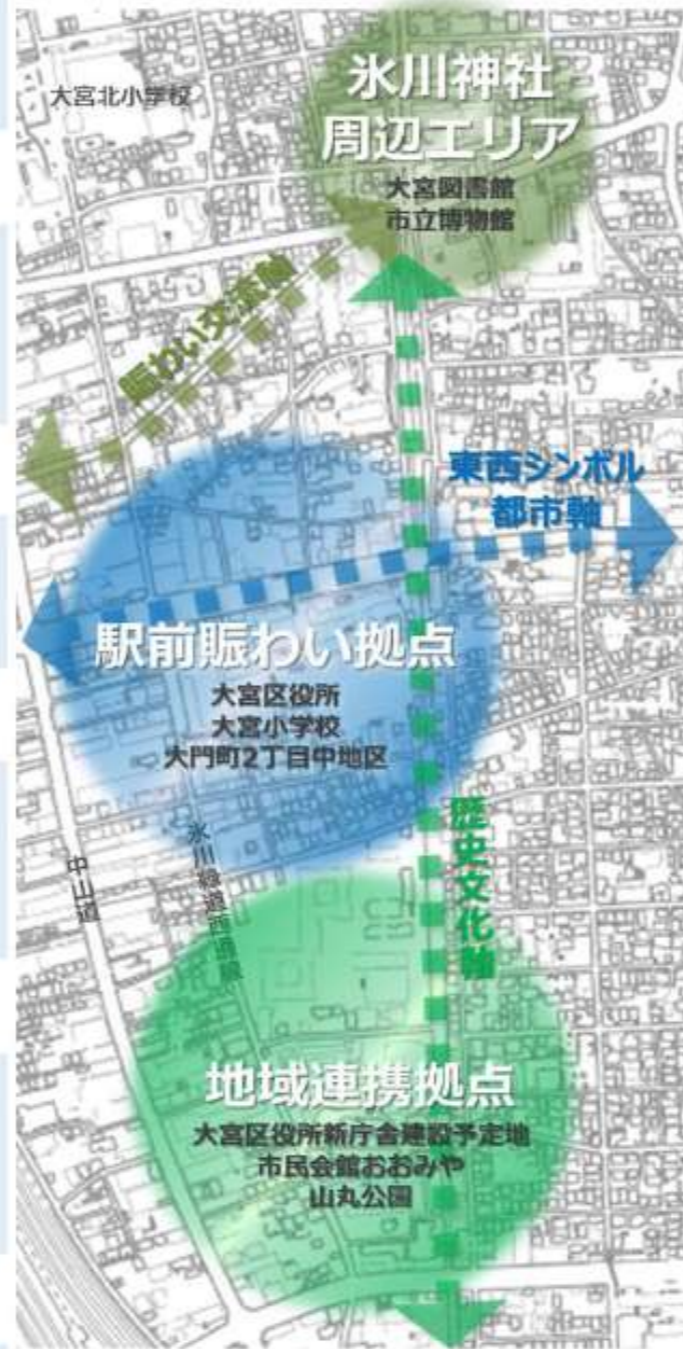 大宮北小学校
氷川神社
周辺エリア
大宮図書館
市立博物館
賑わい交流軸
東西シンボル
都市軸
駅前賑わい拠点
大宮区役所
大宮小学校
大門町2丁目中地区
歴史文化軸
中山道
氷川参道西通線
地域連携拠点
大宮区役所新庁舎建設予定地
市民会館おおみや
山丸公園